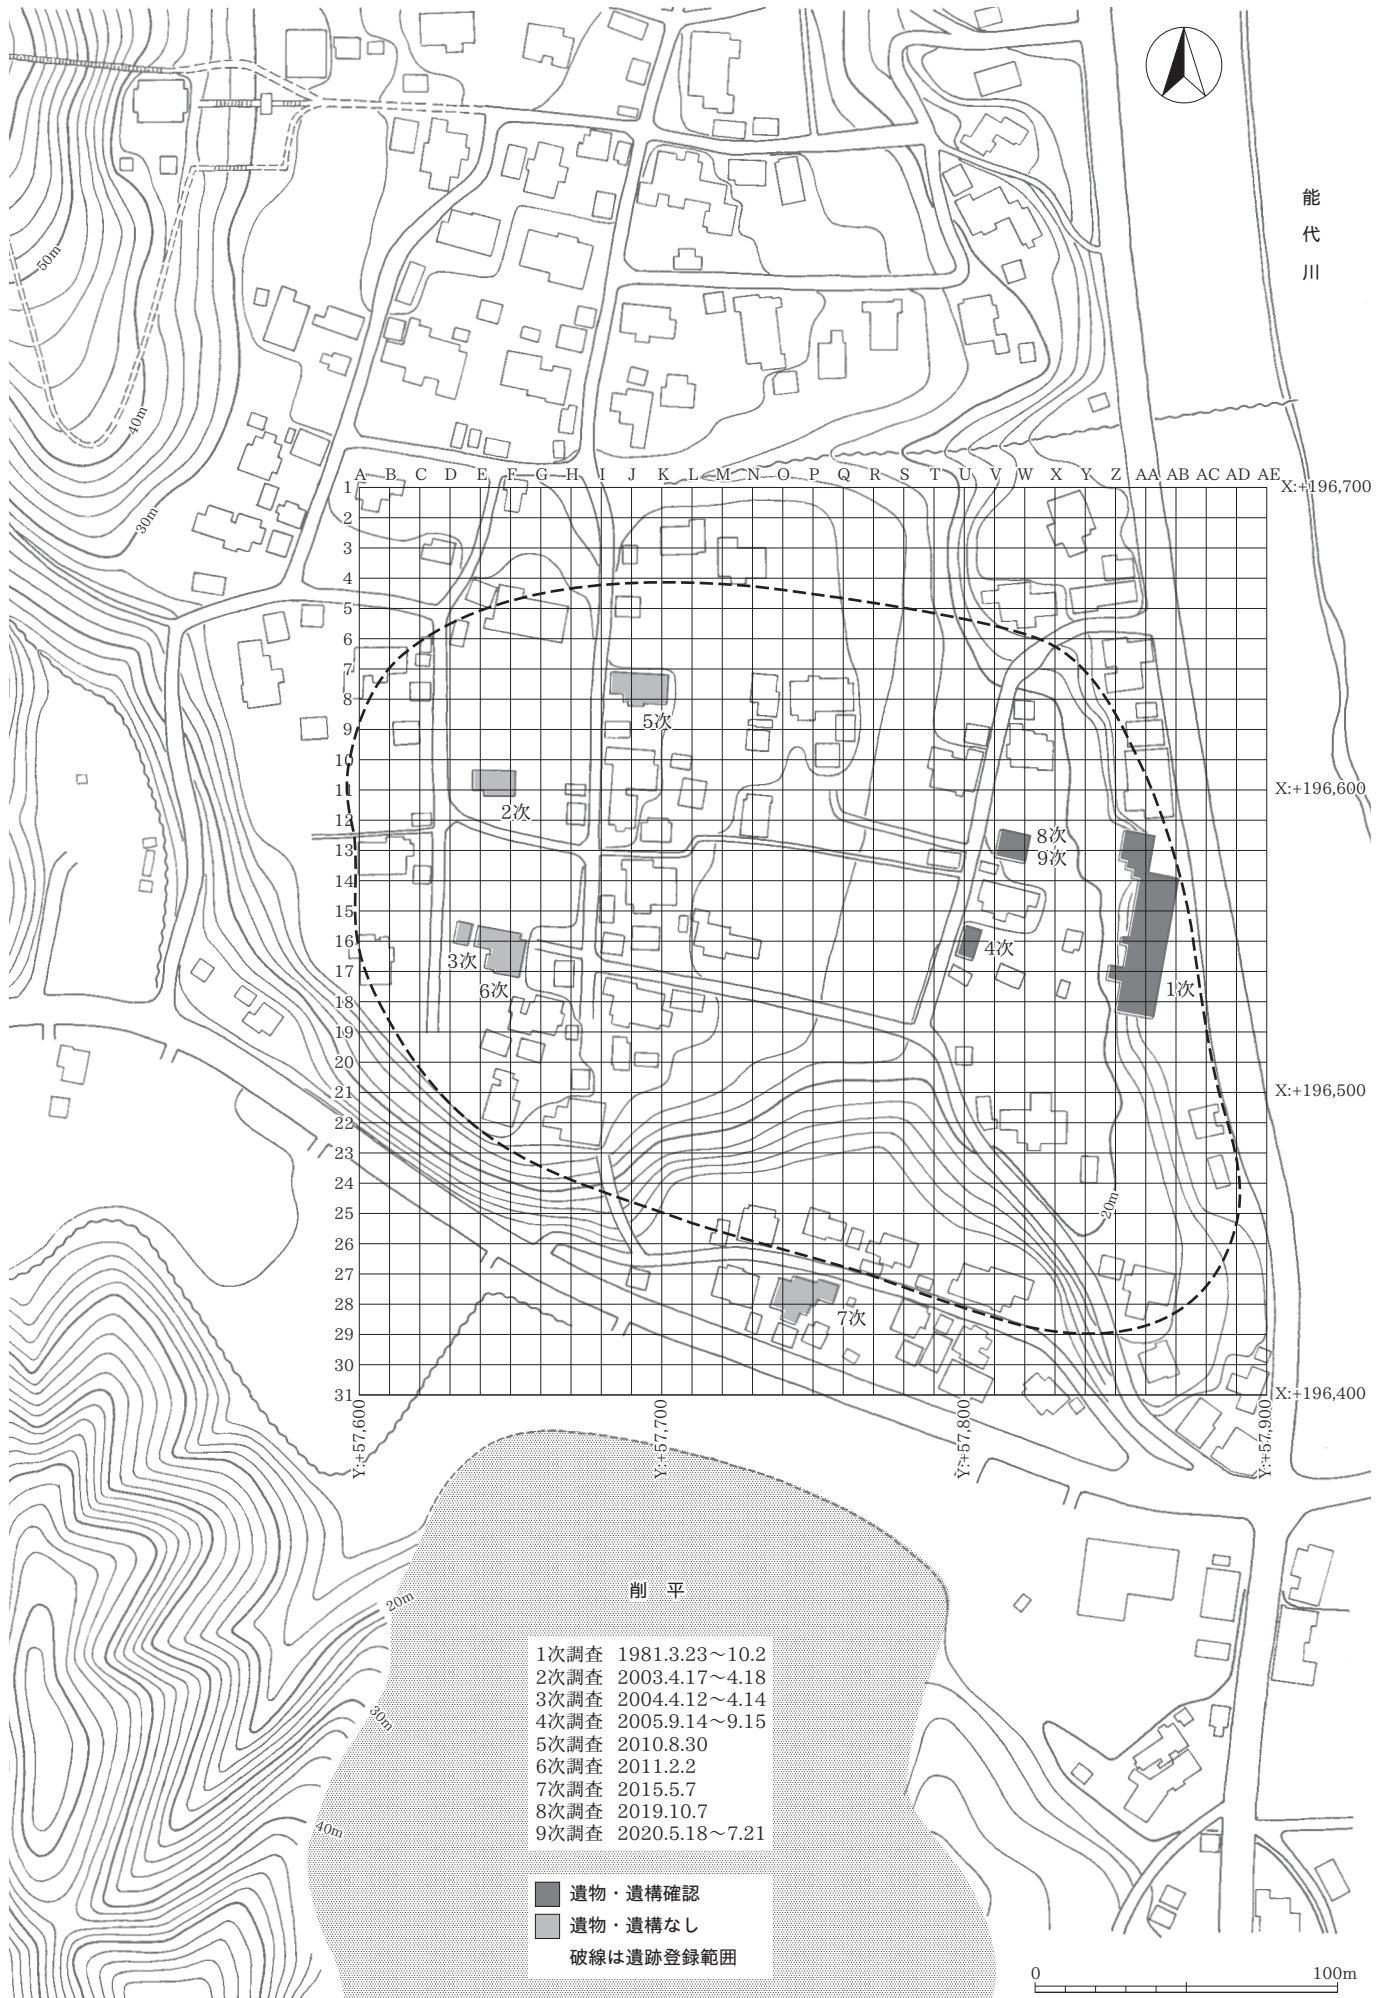 能
代
川
50m
40m
30m
A B C D E F G H I J K L M N O P Q R S T U V W X Y Z AA AB AC AD AE
X:+196,700
1
2
3
4
5
6
7
8
9
10
11
12
13
14
15
16
17
18
19
20
21
22
23
24
25
26
27
28
29
30
31
X:+196,600
X:+196,500
X:+196,400
5次
2次
8次
9次
3次
6次
4次
1次
20m
7次
Y:+57,600
Y:+57,700
Y:+57,800
Y:+57,900
削 平
20m
30m
40m
1次調査 1981.3.23～10.2
2次調査 2003.4.17～4.18
3次調査 2004.4.12～4.14
4次調査 2005.9.14～9.15
5次調査 2010.8.30
6次調査 2011.2.2
7次調査 2015.5.7
8次調査 2019.10.7
9次調査 2020.5.18～7.21
遺物・遺構確認
遺物・遺構なし
破線は遺跡登録範囲
0 100m